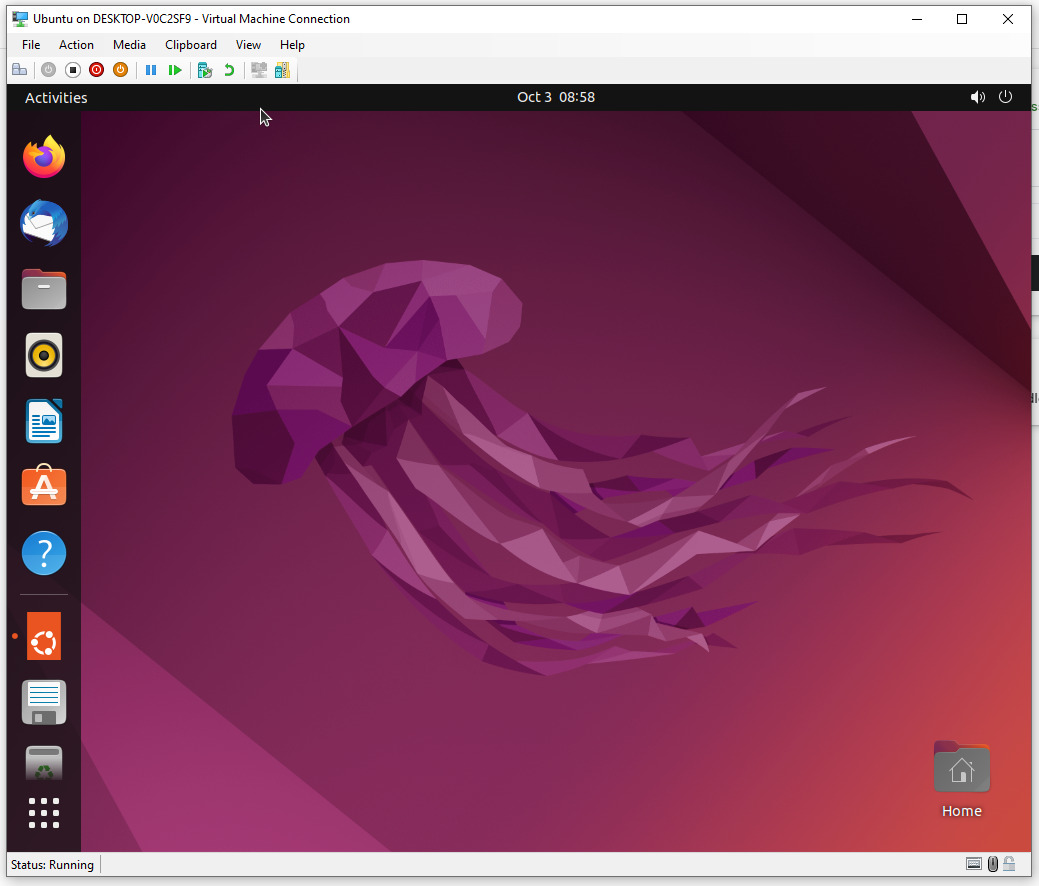 Ubuntu on DESKTOP-V0C2SF9 - Virtual Machine Connection
File Action Media Clipboard View Help
Activities
Oct 3 08:58
?
Home
Status: Running